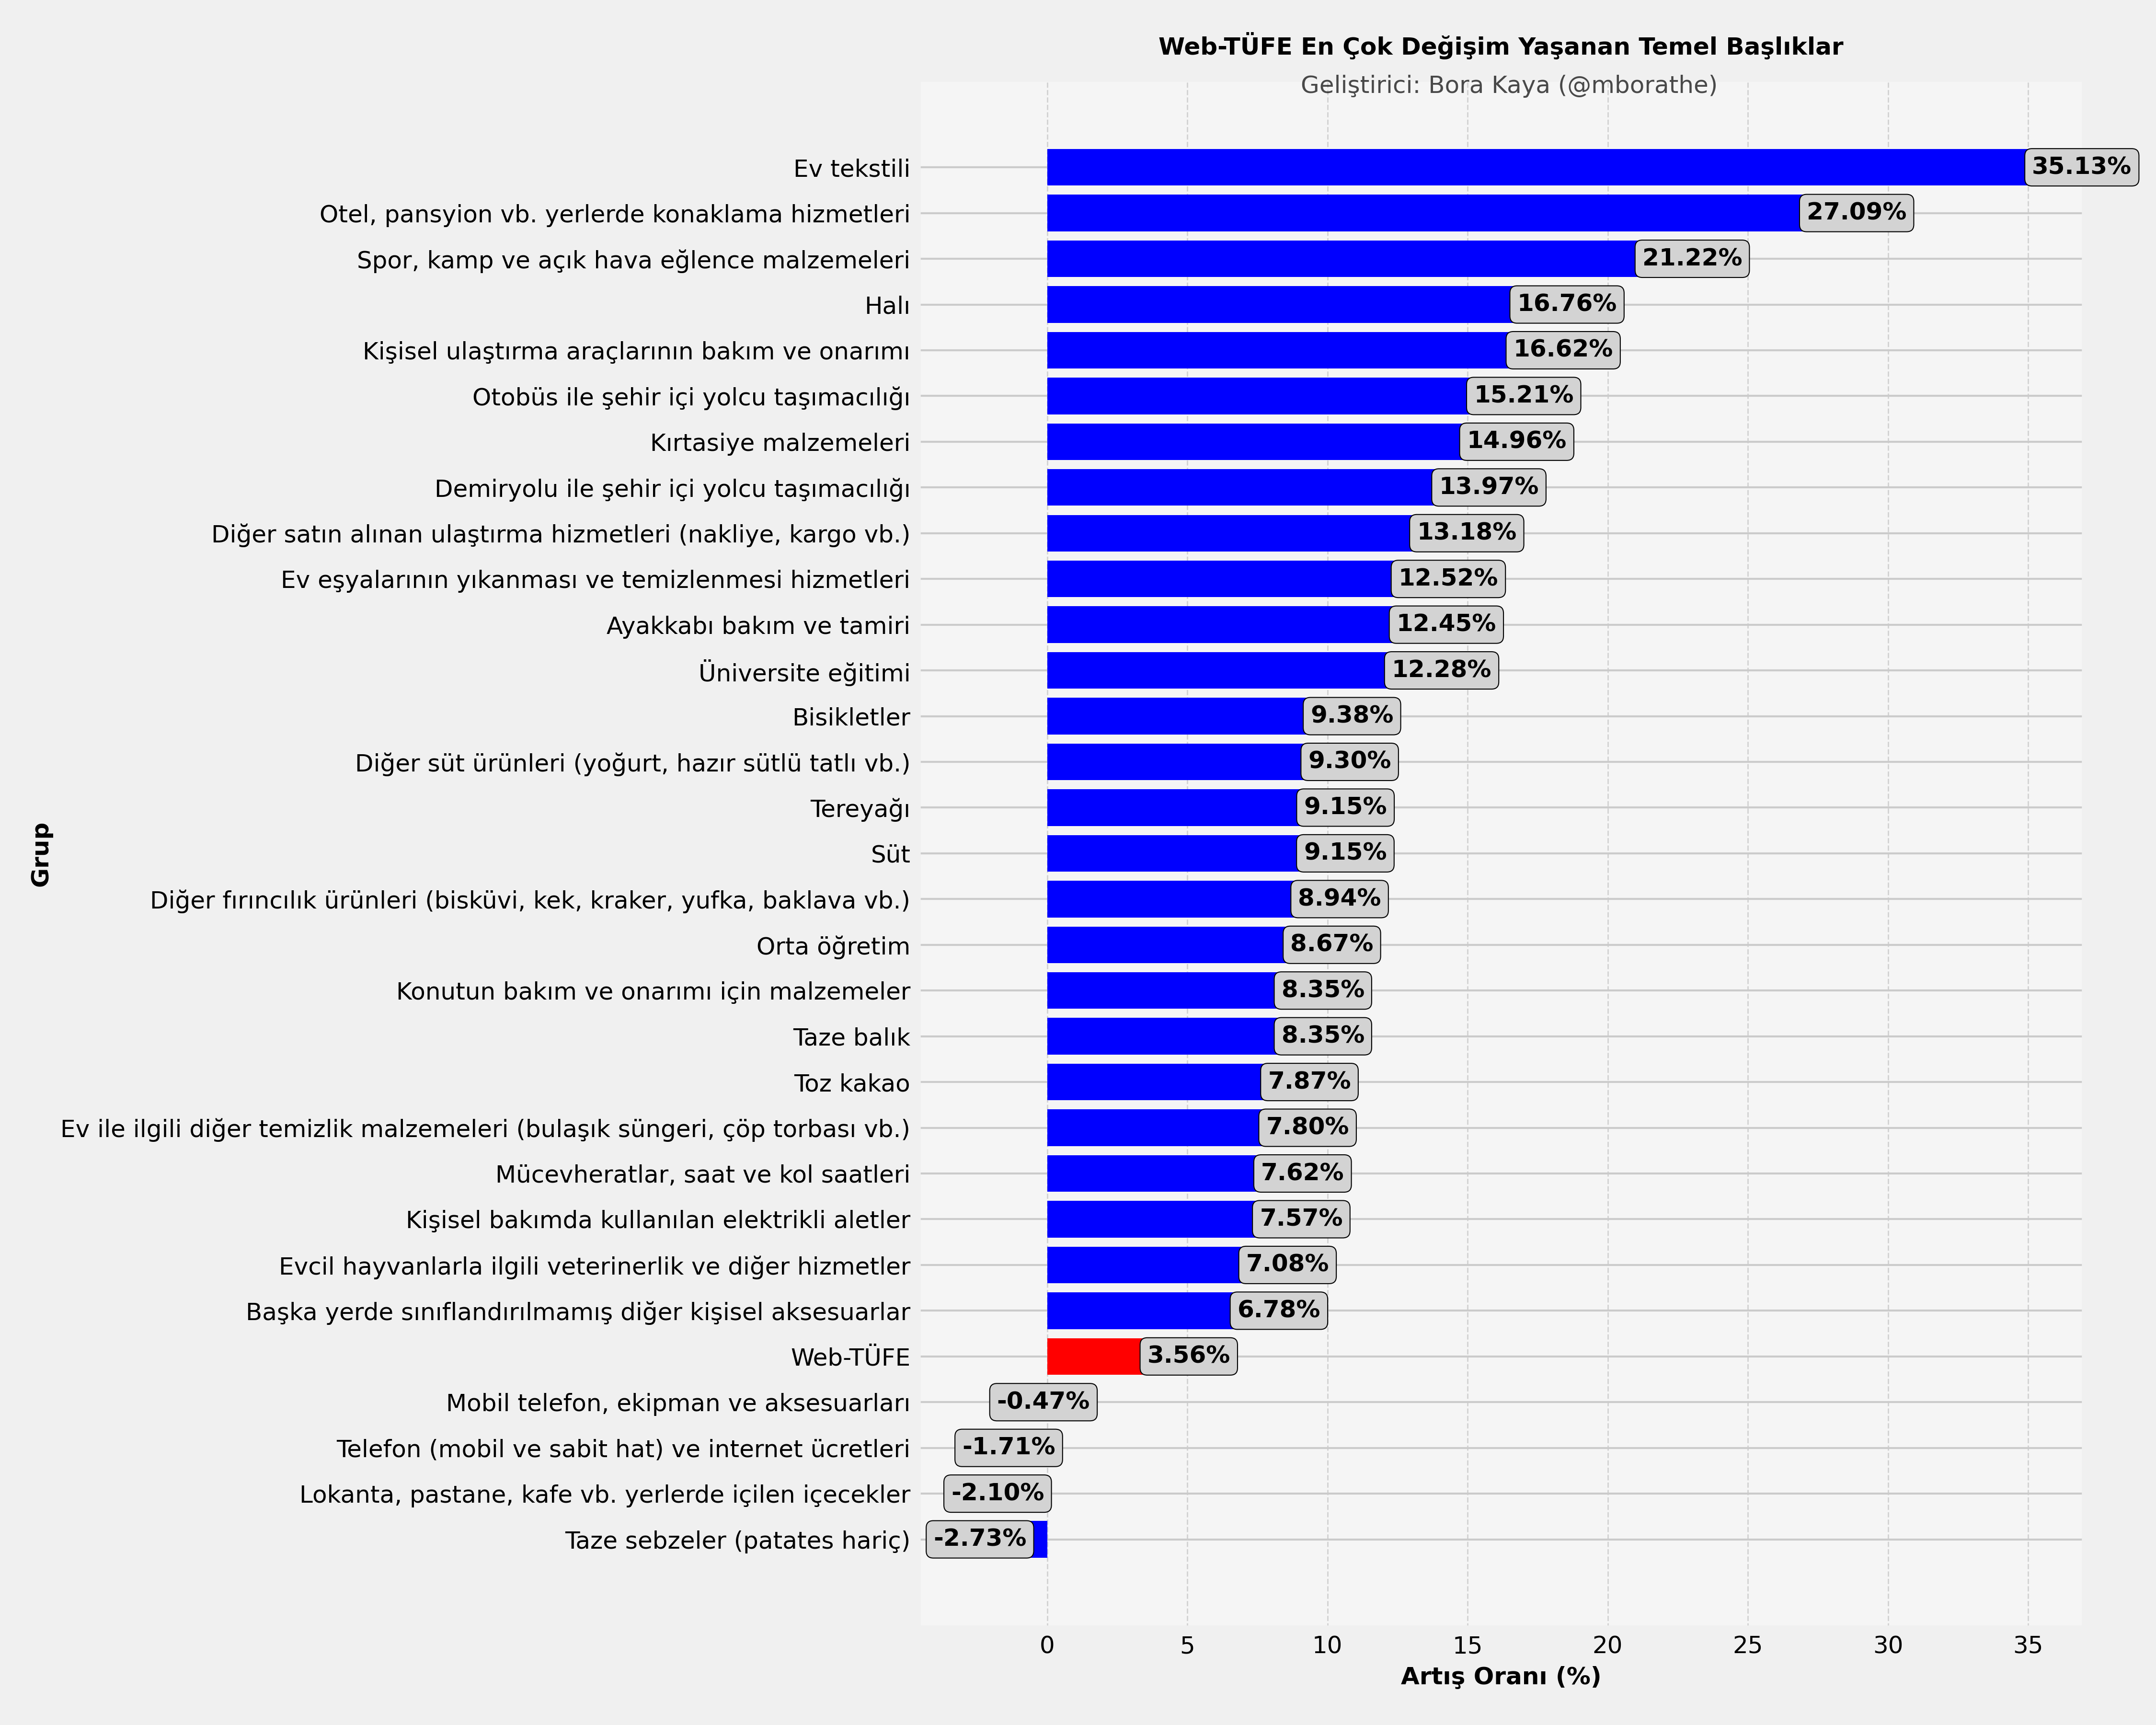 Web-TÜFE En Çok Değişim Yaşanan Temel Başlıklar
Geliştirici: Bora Kaya (@mborathe)
Ev tekstili 35.13%
Otel, pansyion vb. yerlerde konaklama hizmetleri 27.09%
Spor, kamp ve açık hava eğlence malzemeleri 21.22%
Halı 16.76%
Kişisel ulaştırma araçlarının bakım ve onarımı 16.62%
Otobüs ile şehir içi yolcu taşımacılığı 15.21%
Kırtasiye malzemeleri 14.96%
Demiryolu ile şehir içi yolcu taşımacılığı 13.97%
Diğer satın alınan ulaştırma hizmetleri (nakliye, kargo vb.) 13.18%
Ev eşyalarının yıkanması ve temizlenmesi hizmetleri 12.52%
Ayakkabı bakım ve tamiri 12.45%
Üniversite eğitimi 12.28%
Bisikletler 9.38%
Diğer süt ürünleri (yoğurt, hazır sütlü tatlı vb.) 9.30%
Tereyağı 9.15%
Süt 9.15%
Diğer fırıncılık ürünleri (bisküvi, kek, kraker, yufka, baklava vb.) 8.94%
Orta öğretim 8.67%
Konutun bakım ve onarımı için malzemeler 8.35%
Taze balık 8.35%
Toz kakao 7.87%
Ev ile ilgili diğer temizlik malzemeleri (bulaşık süngeri, çöp torbası vb.) 7.80%
Mücevheratlar, saat ve kol saatleri 7.62%
Kişisel bakımda kullanılan elektrikli aletler 7.57%
Evcil hayvanlarla ilgili veterinerlik ve diğer hizmetler 7.08%
Başka yerde sınıflandırılmamış diğer kişisel aksesuarlar 6.78%
Web-TÜFE 3.56%
Mobil telefon, ekipman ve aksesuarları -0.47%
Telefon (mobil ve sabit hat) ve internet ücretleri -1.71%
Lokanta, pastane, kafe vb. yerlerde içilen içecekler -2.10%
Taze sebzeler (patates hariç) -2.73%
Grup
0 5 10 15 20 25 30 35
Artış Oranı (%)